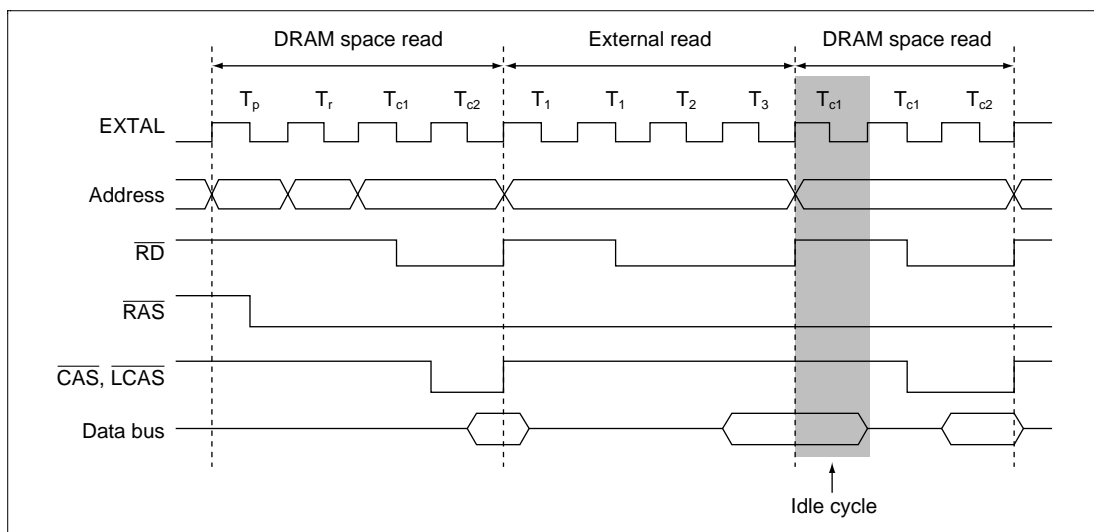 DRAM space read External read DRAM space read
Tp Tr Tc1 Tc2 T1 T1 T2 T3 Tc1 Tc1 Tc2
EXTAL
Address
RD
RAS
CAS, LCAS
Data bus
Idle cycle